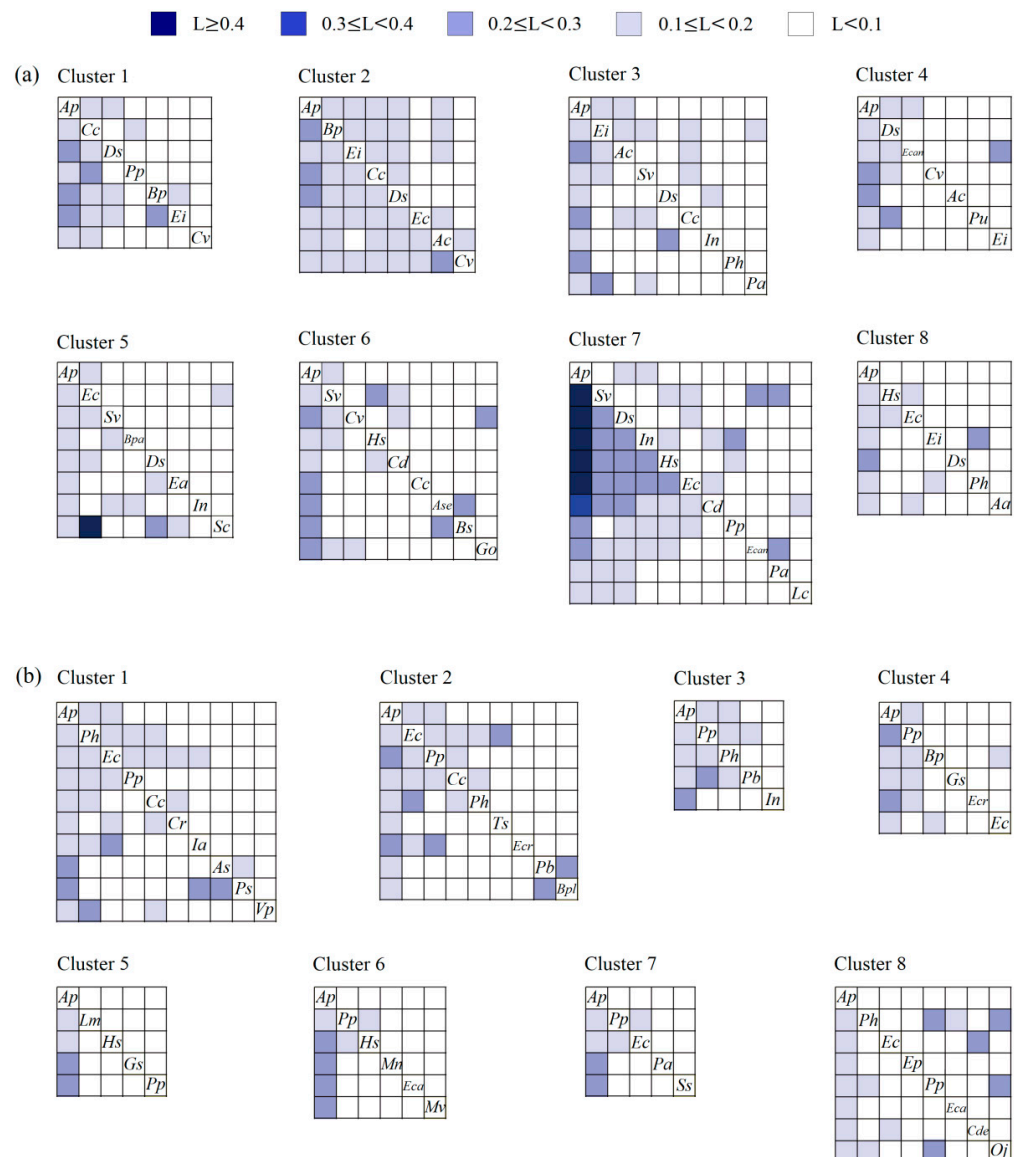 L≥0.4 0.3≤L<0.4 0.2≤L<0.3 0.1≤L<0.2 L<0.1
(a)
Cluster 1
Ap
Cc
Ds
Pp
Bp
Ei
Cv
Cluster 2
Ap
Bp
Ei
Cc
Ds
Ec
Ac
Cv
Cluster 3
Ap
Ei
Ac
Sv
Ds
Cc
In
Ph
Pa
Cluster 4
Ap
Ds
Ecan
Cv
Ac
Pu
Ei
Cluster 5
Ap
Ec
Sv
Bpa
Ds
Ea
In
Sc
Cluster 6
Ap
Sv
Cv
Hs
Cd
Cc
Ase
Bs
Go
Cluster 7
Ap
Sv
Ds
In
Hs
Ec
Cd
Pp
Ecan
Pa
Lc
Cluster 8
Ap
Hs
Ec
Ei
Ds
Ph
Aa
(b)
Cluster 1
Ap
Ph
Ec
Pp
Cc
Cr
Ia
As
Ps
Vp
Cluster 2
Ap
Ec
Pp
Cc
Ph
Ts
Ecr
Pb
Bpl
Cluster 3
Ap
Pp
Ph
Pb
In
Cluster 4
Ap
Pp
Bp
Gs
Ecr
Ec
Cluster 5
Ap
Lm
Hs
Gs
Pp
Cluster 6
Ap
Pp
Hs
Mn
Eca
Mv
Cluster 7
Ap
Pp
Ec
Pa
Ss
Cluster 8
Ap
Ph
Ec
Ep
Pp
Eca
Cde
Oj